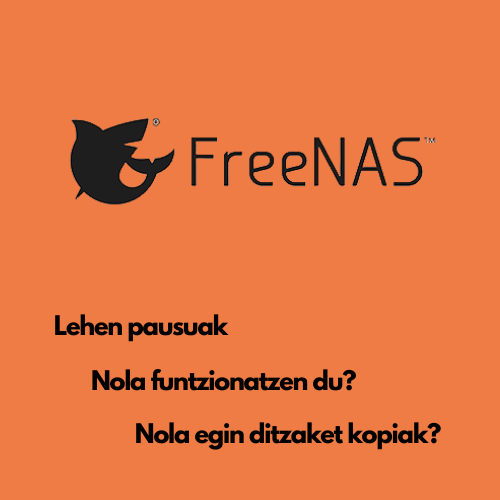 FreeNAS™
Lehen pausuak
Nola funtzionatzen du?
Nola egin ditzaket kopiak?